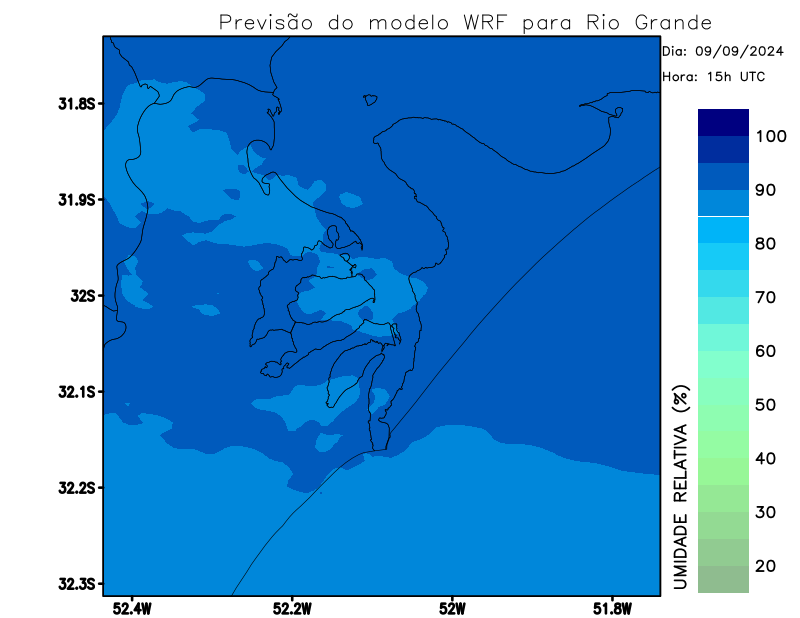 Previsão do modelo WRF para Rio Grande
Dia: 09/09/2024
Hora: 15h UTC
31.8S
31.9S
32S
32.1S
32.2S
32.3S
52.4W
52.2W
52W
51.8W
UMIDADE RELATIVA (%)
100
90
80
70
60
50
40
30
20